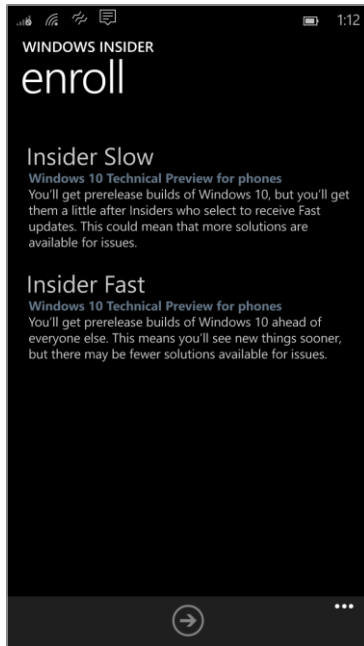 1:12
WINDOWS INSIDER
enroll
Insider Slow
Windows 10 Technical Preview for phones
You'll get prerelease builds of Windows 10, but you'll get
them a little after Insiders who select to receive Fast
updates. This could mean that more solutions are
available for issues.
Insider Fast
Windows 10 Technical Preview for phones
You'll get prerelease builds of Windows 10 ahead of
everyone else. This means you'll see new things sooner,
but there may be fewer solutions available for issues.